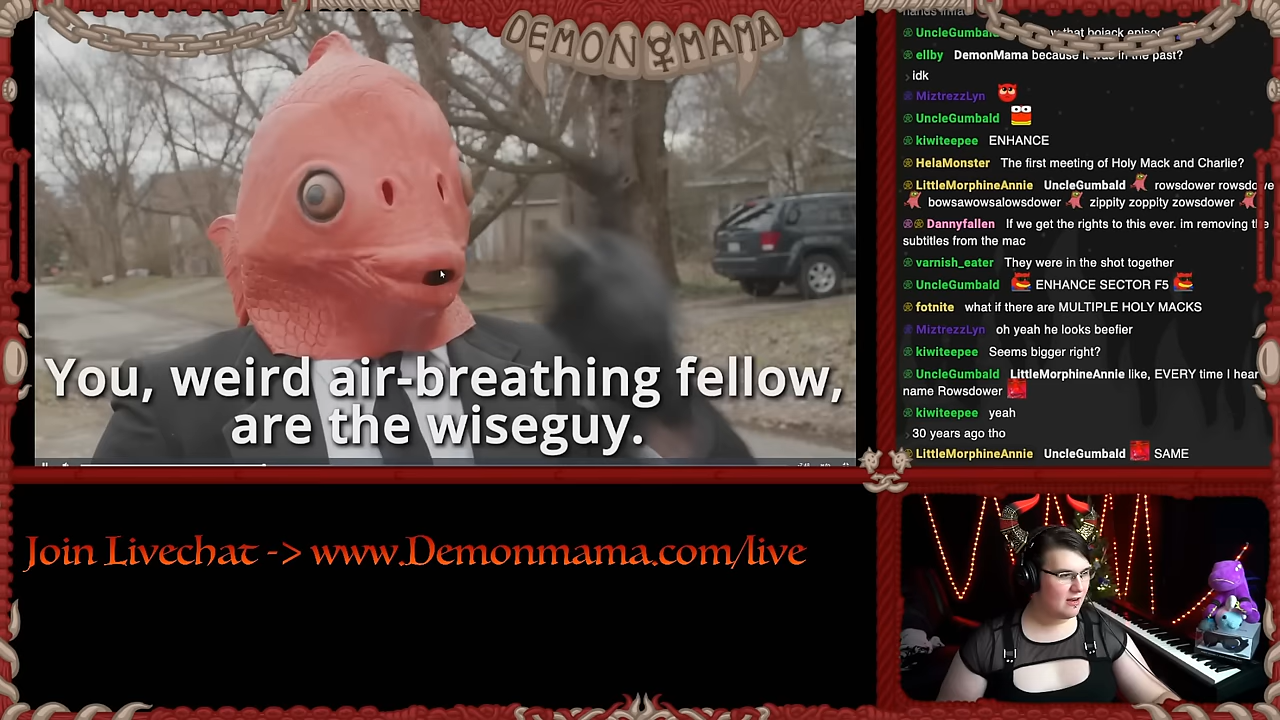 DEMON MAMA
You, weird air-breathing fellow,
are the wiseguy.
Join Livechat -> www.Demonmama.com/live
UncleGumbald that bojack episode
ellby DemonMama because it was in the past?
idk
MiztrezzLyn
UncleGumbald
kiwiteepee ENHANCE
HelaMonster The first meeting of Holy Mack and Charlie?
LittleMorphineAnnie UncleGumbald rowsdower rowsdowe
bowsawowsalowsdower zippity zoppity zowsdower
Dannyfallen If we get the rights to this ever. im removing the
subtitles from the mac
varnish_eater They were in the shot together
UncleGumbald ENHANCE SECTOR F5
fotnite what if there are MULTIPLE HOLY MACKS
MiztrezzLyn oh yeah he looks beefier
kiwiteepee Seems bigger right?
UncleGumbald LittleMorphineAnnie like, EVERY time I hear
name Rowsdower
kiwiteepee yeah
30 years ago tho
LittleMorphineAnnie UncleGumbald SAME